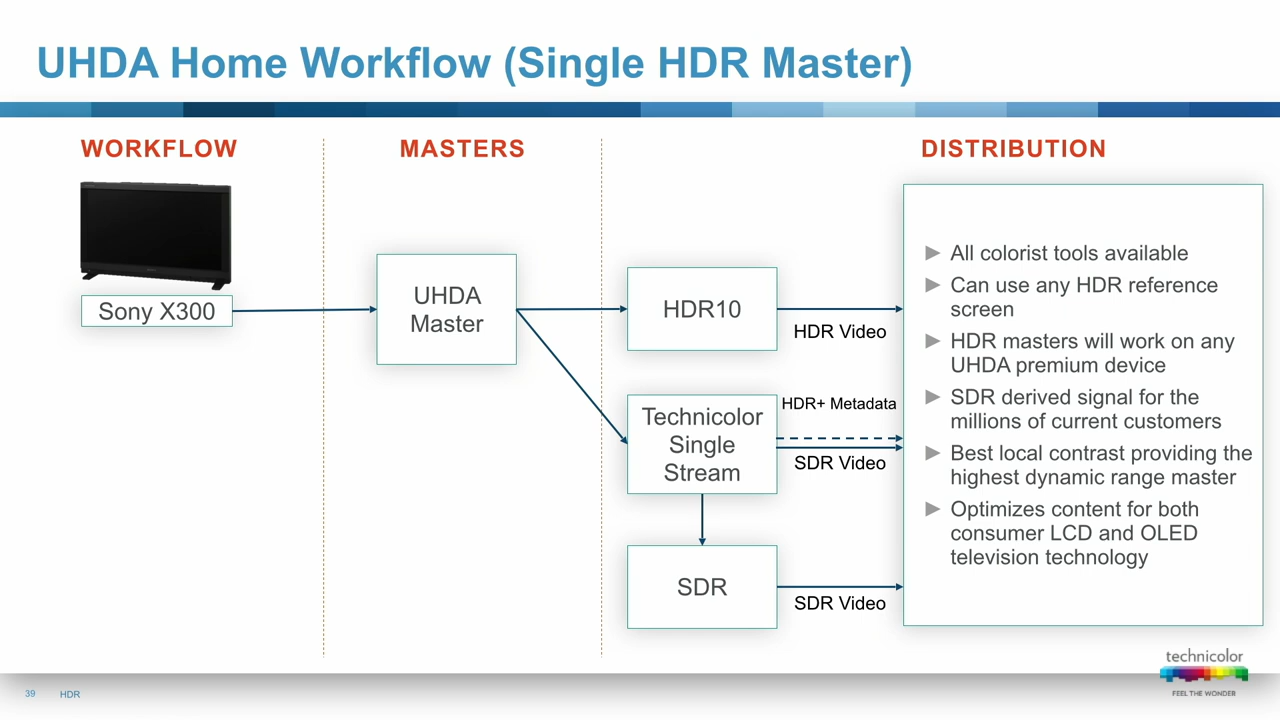 UHDA Home Workflow (Single HDR Master)
WORKFLOW
MASTERS
DISTRIBUTION
Sony X300
UHDA
Master
HDR10
HDR Video
Technicolor
Single
Stream
HDR+ Metadata
SDR Video
SDR
SDR Video
► All colorist tools available
► Can use any HDR reference
screen
► HDR masters will work on any
UHDA premium device
► SDR derived signal for the
millions of current customers
► Best local contrast providing the
highest dynamic range master
► Optimizes content for both
consumer LCD and OLED
television technology
technicolor
FEEL THE WONDER
39 HDR